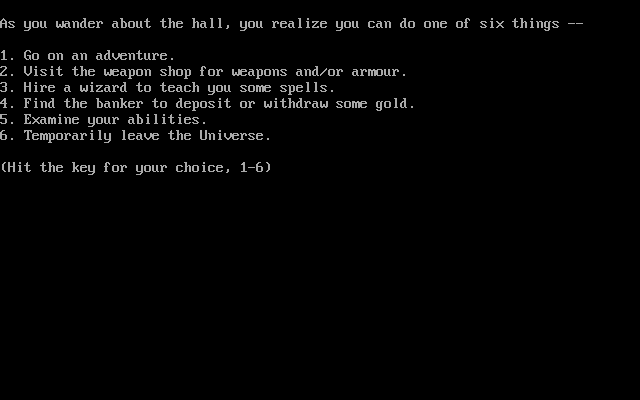 As you wander about the hall, you realize you can do one of six things --
1. Go on an adventure.
2. Visit the weapon shop for weapons and/or armour.
3. Hire a wizard to teach you some spells.
4. Find the banker to deposit or withdraw some gold.
5. Examine your abilities.
6. Temporarily leave the Universe.
(Hit the key for your choice, 1-6)